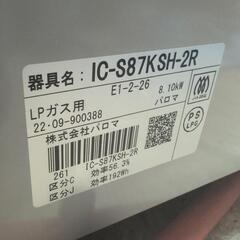 器具名：IC-S87KSH-2R
E1-2-26 8.10kW
LPガス用 パロマ
22・09-900388
株式会社パロマ
PS
LPG
IC-S87KSH-2R
261 効率56.3%
区分C 効率192Wh
区分J